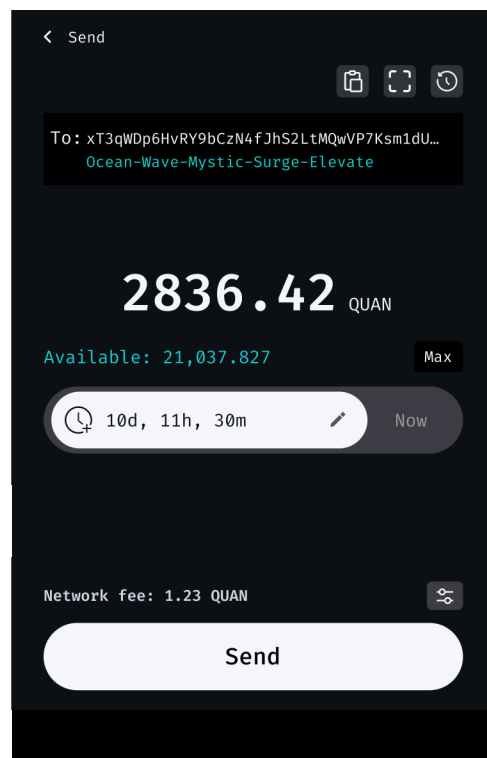 Send
To: xT3qWDp6HvRY9bCzN4fJhS2LtMQwVP7Ksm1dU…
Ocean-Wave-Mystic-Surge-Elevate
2836.42 QUAN
Available: 21,037.827 Max
10d, 11h, 30m Now
Network fee: 1.23 QUAN
Send